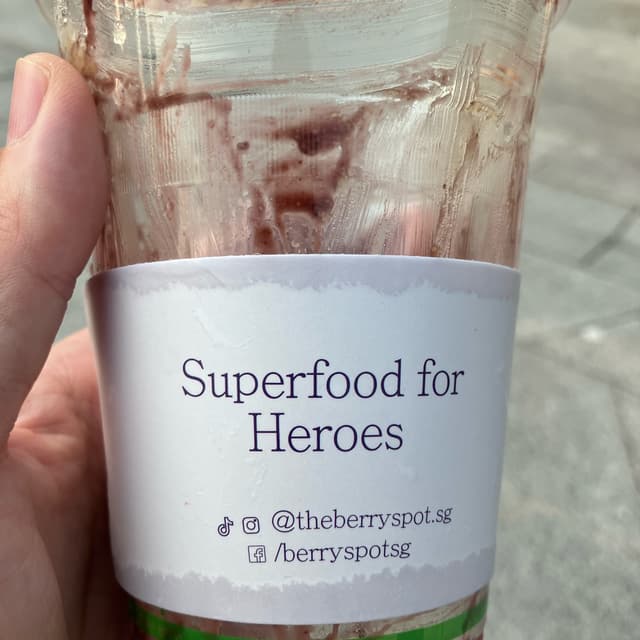 Superfood for
Heroes
@theberryspot.sg
/berryspotsg